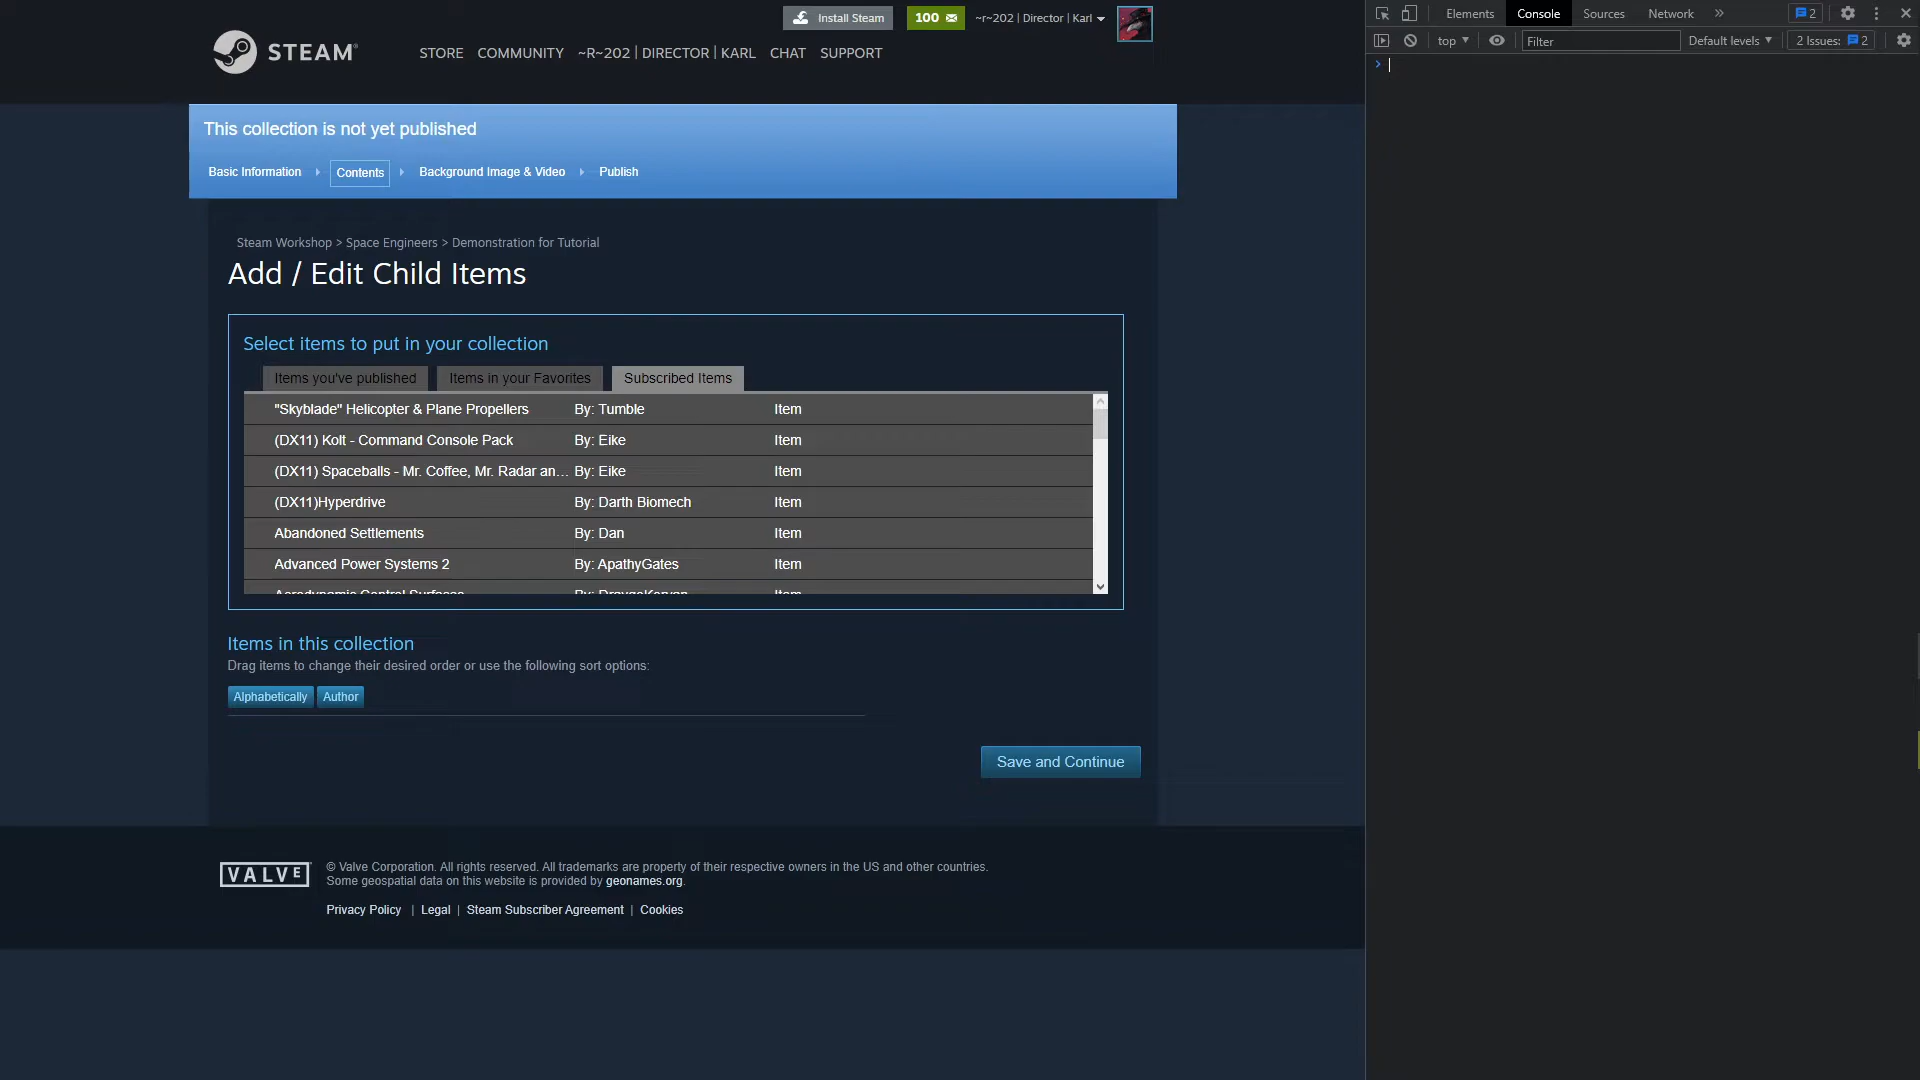 Install Steam
100
~r~202 | Director | Karl
STEAM®
STORE COMMUNITY ~R~202 | DIRECTOR | KARL CHAT SUPPORT
This collection is not yet published
Basic Information Contents Background Image & Video Publish
Steam Workshop > Space Engineers > Demonstration for Tutorial
Add / Edit Child Items
Select items to put in your collection
Items you've published Items in your Favorites Subscribed Items
"Skyblade" Helicopter & Plane Propellers By: Tumble Item
(DX11) Kolt - Command Console Pack By: Eike Item
(DX11) Spaceballs - Mr. Coffee, Mr. Radar an... By: Eike Item
(DX11)Hyperdrive By: Darth Biomech Item
Abandoned Settlements By: Dan Item
Advanced Power Systems 2 By: ApathyGates Item
Aerodynamic Control Surfaces By: DraygoKorvan Item
Items in this collection
Drag items to change their desired order or use the following sort options:
Alphabetically Author
Save and Continue
VALVE
© Valve Corporation. All rights reserved. All trademarks are property of their respective owners in the US and other countries.
Some geospatial data on this website is provided by geonames.org.
Privacy Policy | Legal | Steam Subscriber Agreement | Cookies
Elements Console Sources Network » 2
top Filter Default levels 2 Issues: 2
>